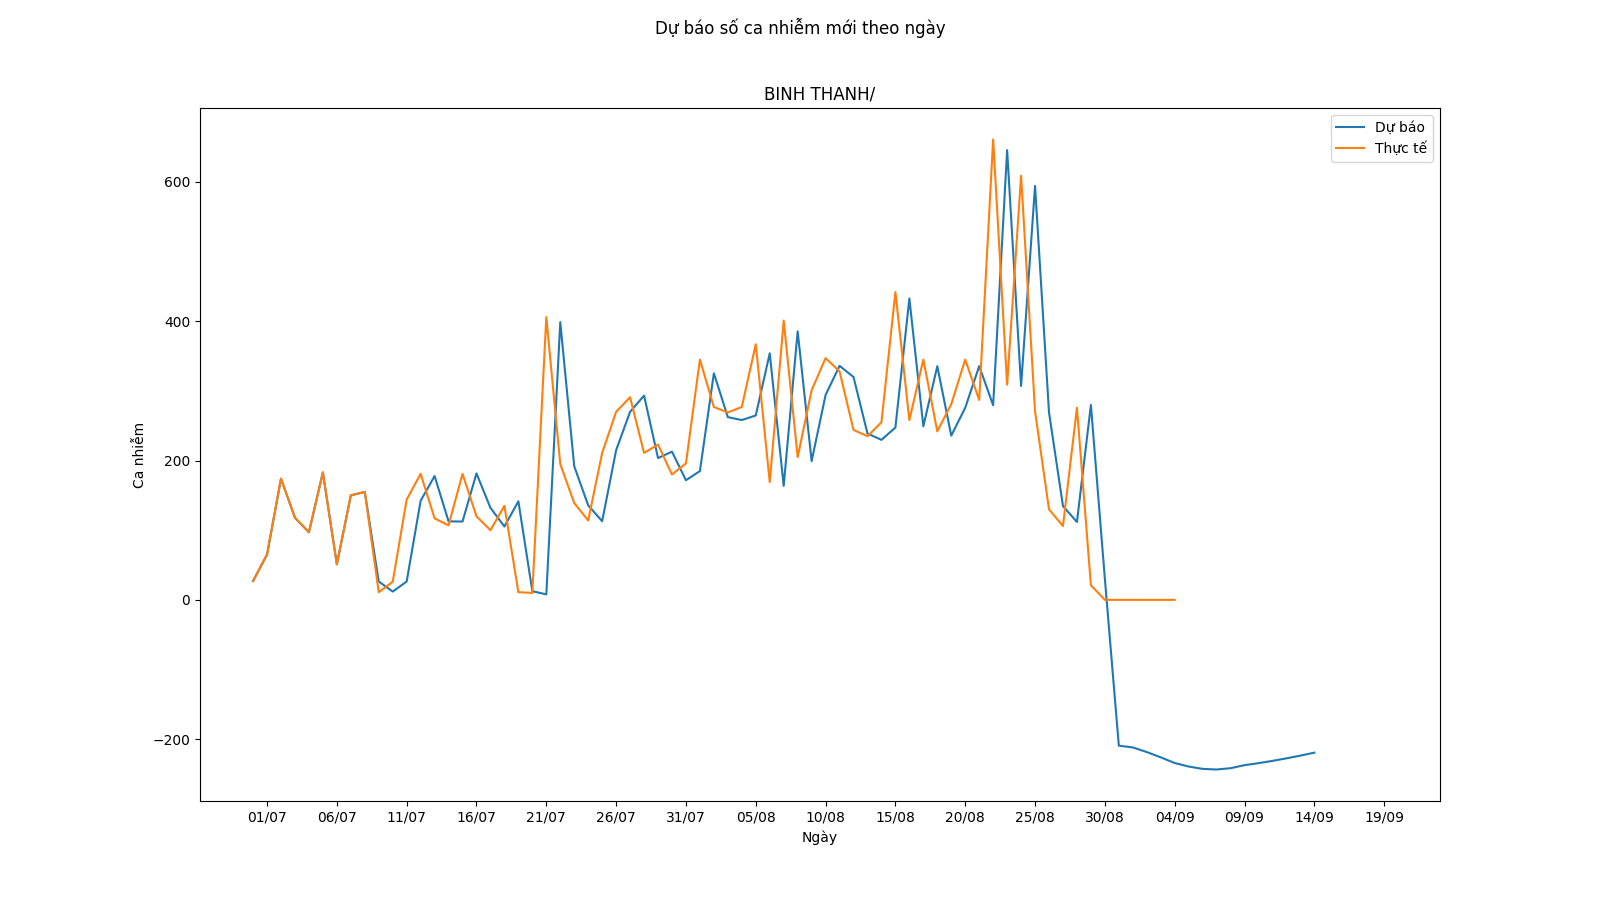 Dự báo số ca nhiễm mới theo ngày
BINH THANH/
Dự báo
Thực tế
Ca nhiễm
600
400
200
0
−200
01/07 06/07 11/07 16/07 21/07 26/07 31/07 05/08 10/08 15/08 20/08 25/08 30/08 04/09 09/09 14/09 19/09
Ngày